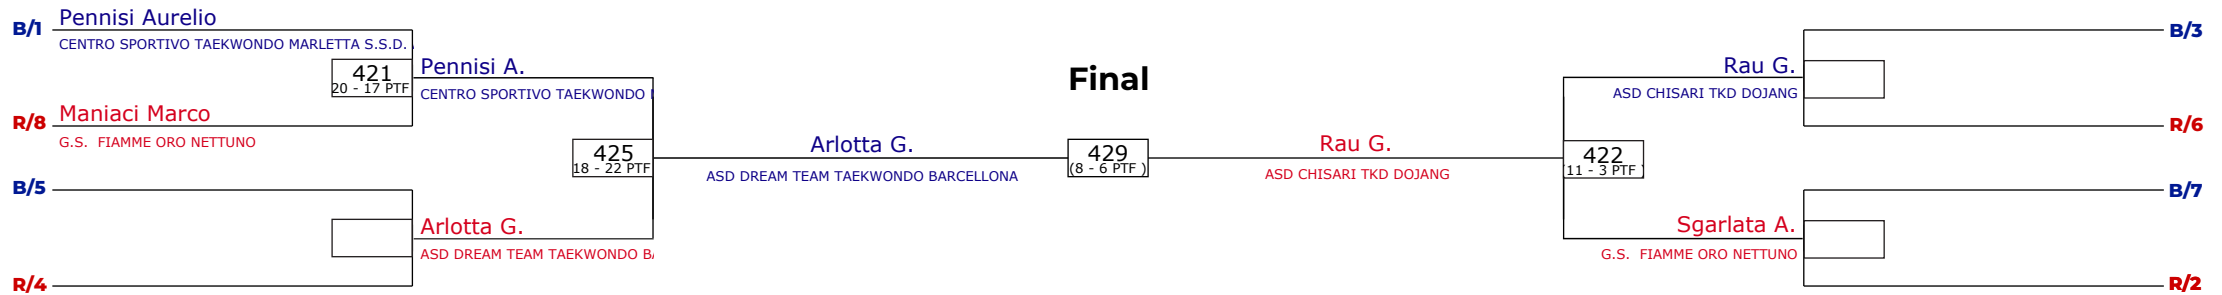 B/1 Pennisi Aurelio
CENTRO SPORTIVO TAEKWONDO MARLETTA S.S.D.
421
20 - 17 PTF
Pennisi A.
CENTRO SPORTIVO TAEKWONDO
R/8 Maniaci Marco
G.S. FIAMME ORO NETTUNO
425
18 - 22 PTF
B/5
Arlotta G.
ASD DREAM TEAM TAEKWONDO BA
R/4
Final
Arlotta G.
ASD DREAM TEAM TAEKWONDO BARCELLONA
429
(8 - 6 PTF )
Rau G.
ASD CHISARI TKD DOJANG
B/3
Rau G.
ASD CHISARI TKD DOJANG
R/6
422
11 - 3 PTF
B/7
Sgarlata A.
G.S. FIAMME ORO NETTUNO
R/2